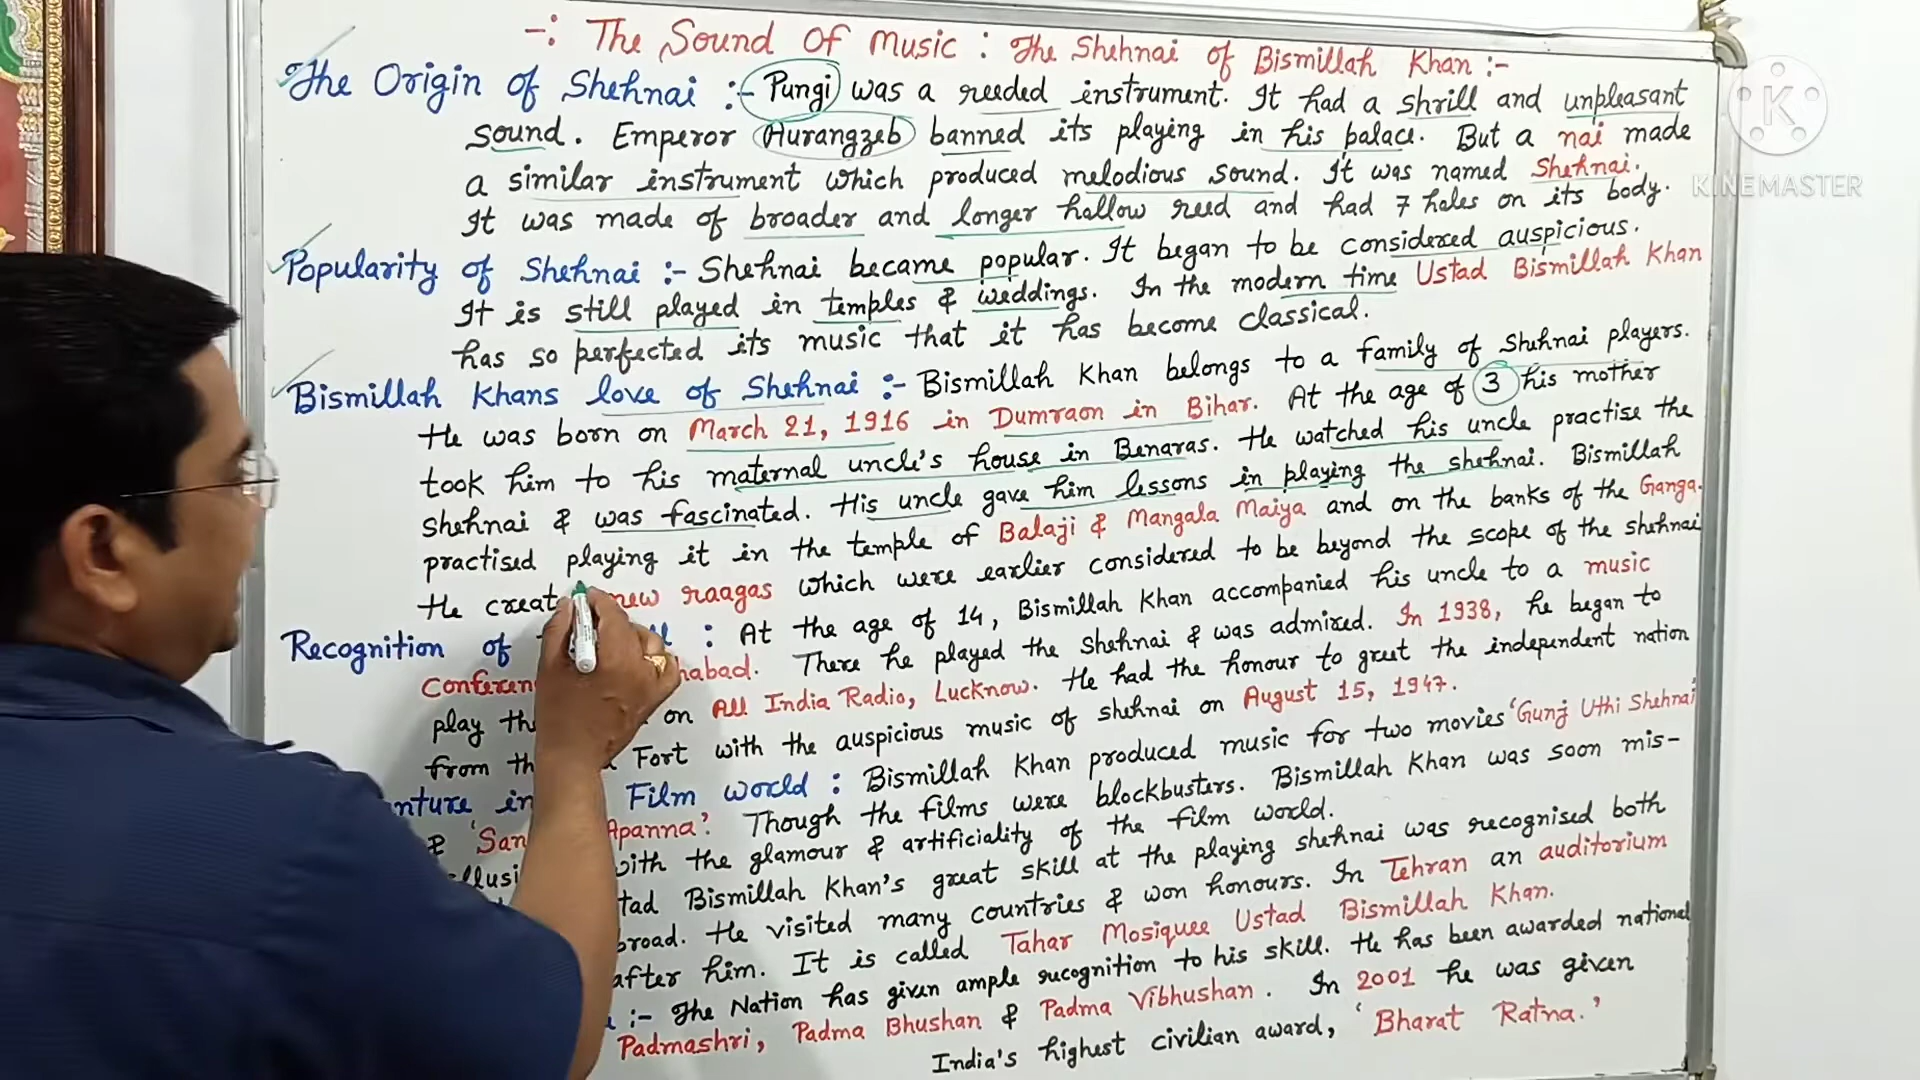 -: The Sound Of Music : The Shehnai of Bismillah Khan :-
The Origin of Shehnai :- Pungi was a reeded instrument. It had a shrill and unpleasant
sound. Emperor Aurangzeb banned its playing in his palace. But a nai made
a similar instrument which produced melodious sound. It was named Shehnai.
It was made of broader and longer hollow reed and had 7 holes on its body.
Popularity of Shehnai :- Shehnai became popular. It began to be considered auspicious.
It is still played in temples & weddings. In the modern time Ustad Bismillah Khan
has so perfected its music that it has become classical.
Bismillah Khans love of Shehnai :- Bismillah Khan belongs to a family of Shehnai players.
He was born on March 21, 1916 in Dumraon in Bihar. At the age of 3 his mother
took him to his maternal uncle's house in Benaras. He watched his uncle practise the
shehnai & was fascinated. His uncle gave him lessons in playing the shehnai. Bismillah
practised playing it in the temple of Balaji & Mangala Maiya and on the banks of the Ganga.
He creat new raagas which were earlier considered to be beyond the scope of the shehnai
Recognition of : At the age of 14, Bismillah Khan accompanied his uncle to a music
Conferen habad. There he played the shehnai & was admired. In 1938, he began to
play th on All India Radio, Lucknow. He had the honour to greet the independent nation
from th Fort with the auspicious music of shehnai on August 15, 1947.
nture in Film world : Bismillah Khan produced music for two movies 'Gunj Uthi Shehnai
& 'San Apanna'. Though the films were blockbusters. Bismillah Khan was soon mis-
llusi with the glamour & artificiality of the film world.
tad Bismillah Khan's great skill at the playing shehnai was recognised both
broad. He visited many countries & won honours. In Tehran an auditorium
after him. It is called Tahar Mosiquee Ustad Bismillah Khan.
:- The Nation has given ample recognition to his skill. He has been awarded national
Padmashri, Padma Bhushan & Padma Vibhushan. In 2001 he was given
India's highest civilian award, 'Bharat Ratna.'
K
KINEMASTER